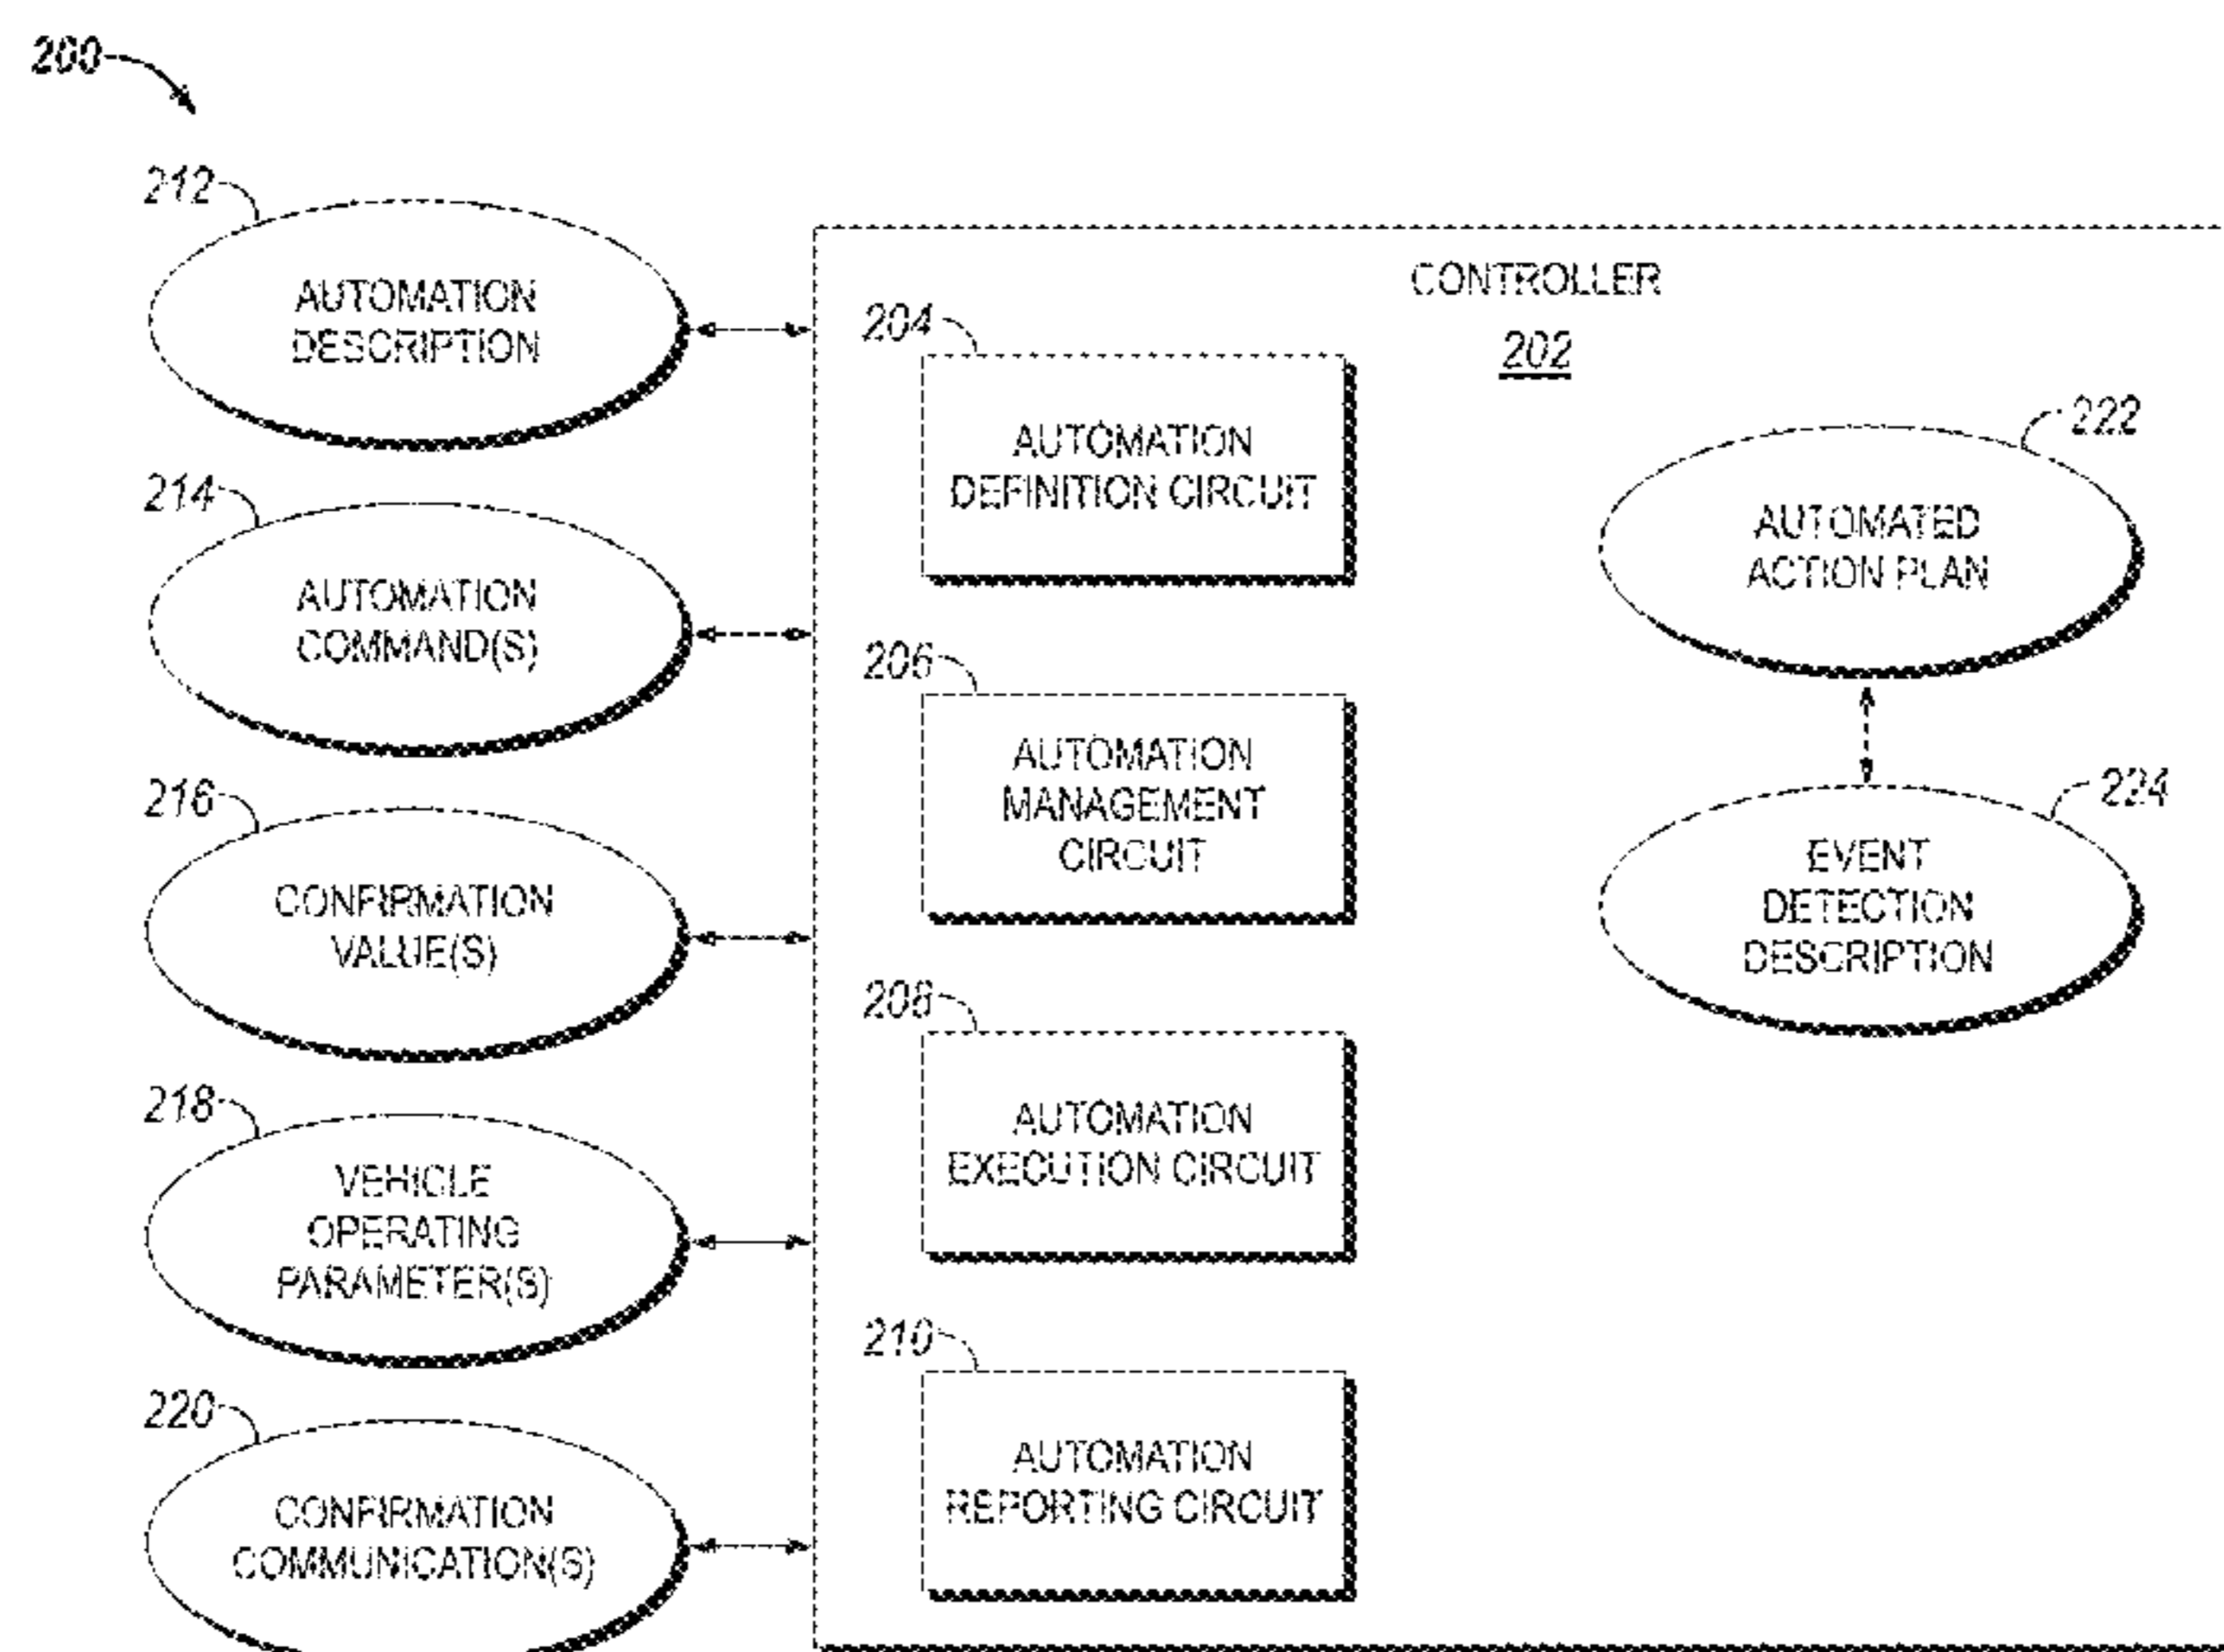 200
212
AUTOMATION
DESCRIPTION
214
AUTOMATION
COMMAND(S)
216
CONFIRMATION
VALUE(S)
218
VEHICLE
OPERATING
PARAMETER(S)
220
CONFIRMATION
COMMUNICATION(S)
CONTROLLER
202
204
AUTOMATION
DEFINITION CIRCUIT
206
AUTOMATION
MANAGEMENT
CIRCUIT
208
AUTOMATION
EXECUTION CIRCUIT
210
AUTOMATION
REPORTING CIRCUIT
222
AUTOMATED
ACTION PLAN
224
EVENT
DETECTION
DESCRIPTION